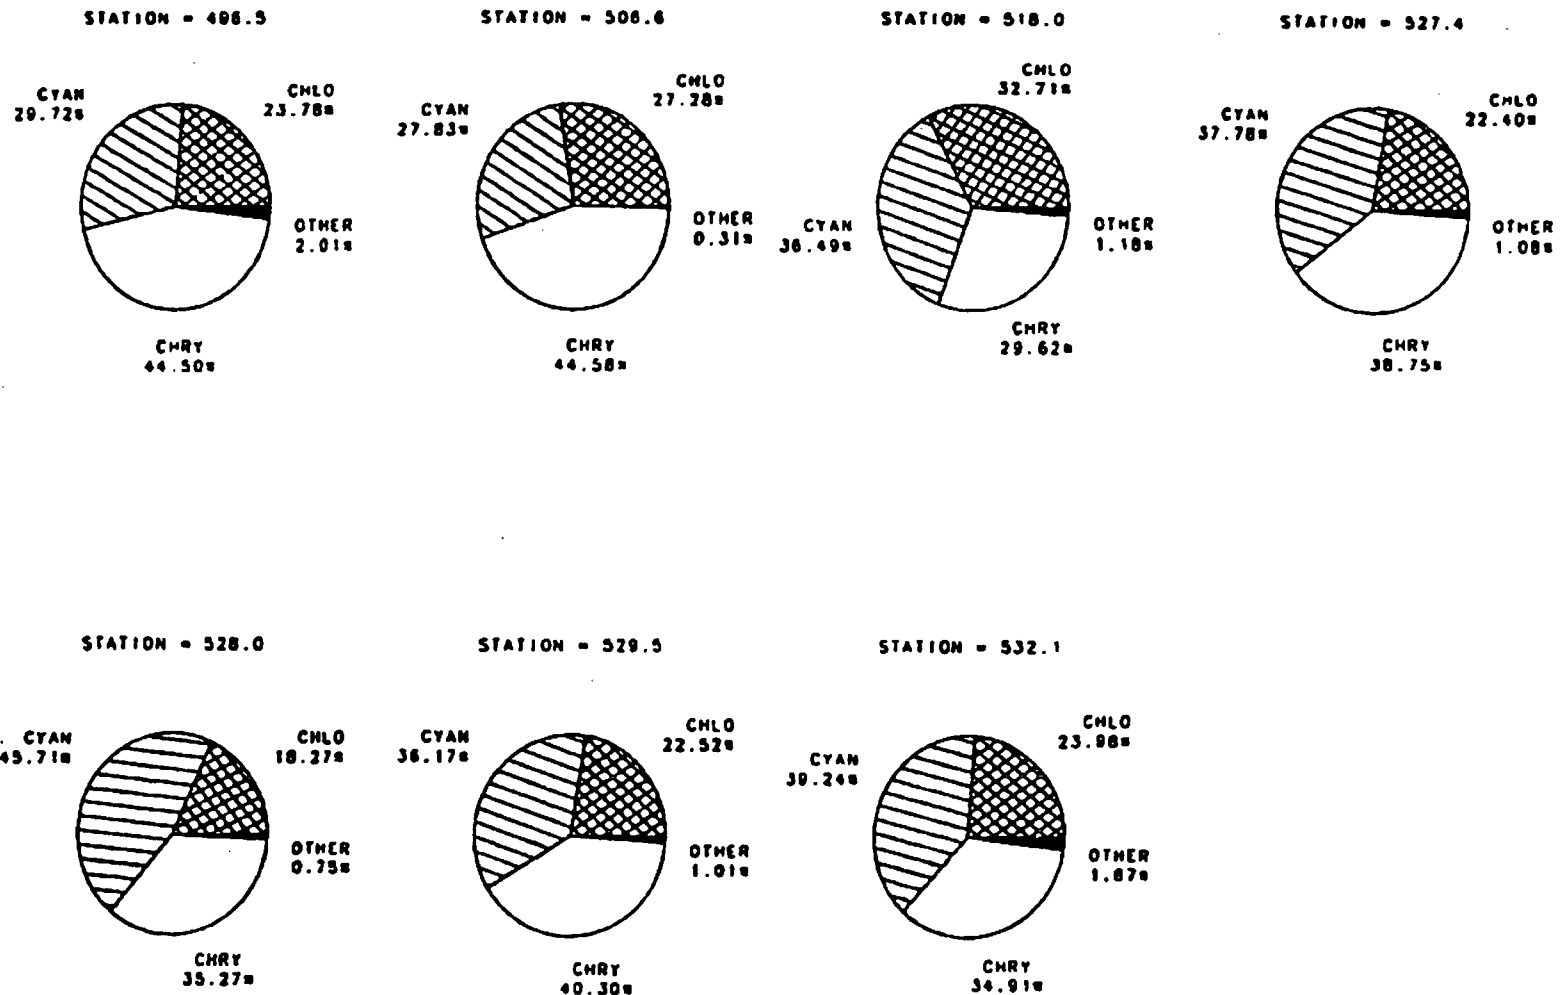 STATION = 496.5
CYAN
29.72%
CHLO
23.78%
OTHER
2.01%
CHRY
44.50%
STATION = 506.6
CYAN
27.83%
CHLO
27.28%
OTHER
0.31%
CHRY
44.58%
STATION = 518.0
CHLO
32.71%
CYAN
36.49%
OTHER
1.18%
CHRY
29.62%
STATION = 527.4
CYAN
37.78%
CHLO
22.40%
OTHER
1.08%
CHRY
38.75%
STATION = 528.0
CYAN
45.71%
CHLO
18.27%
OTHER
0.75%
CHRY
35.27%
STATION = 529.5
CYAN
36.17%
CHLO
22.52%
OTHER
1.01%
CHRY
40.30%
STATION = 532.1
CYAN
39.24%
CHLO
23.98%
OTHER
1.87%
CHRY
34.91%